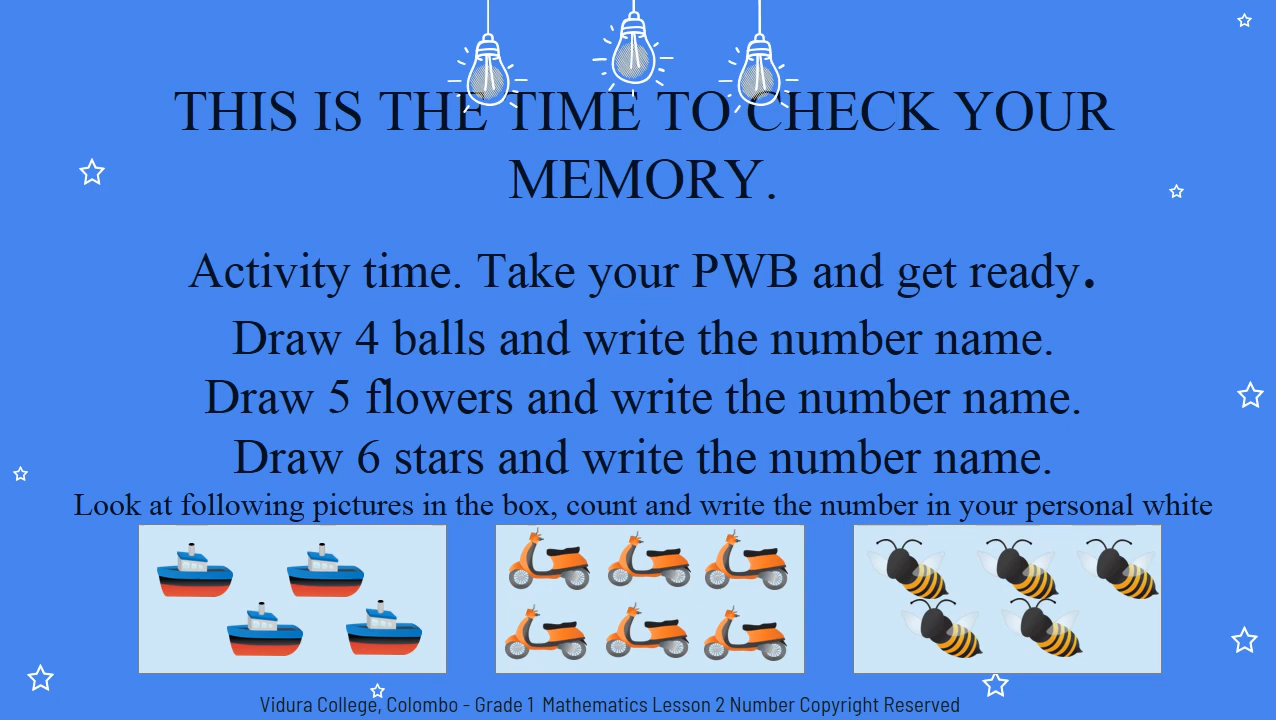 THIS IS THE TIME TO CHECK YOUR
MEMORY.
Activity time. Take your PWB and get ready.
Draw 4 balls and write the number name.
Draw 5 flowers and write the number name.
Draw 6 stars and write the number name.
Look at following pictures in the box, count and write the number in your personal white
Vidura College, Colombo - Grade 1 Mathematics Lesson 2 Number Copyright Reserved